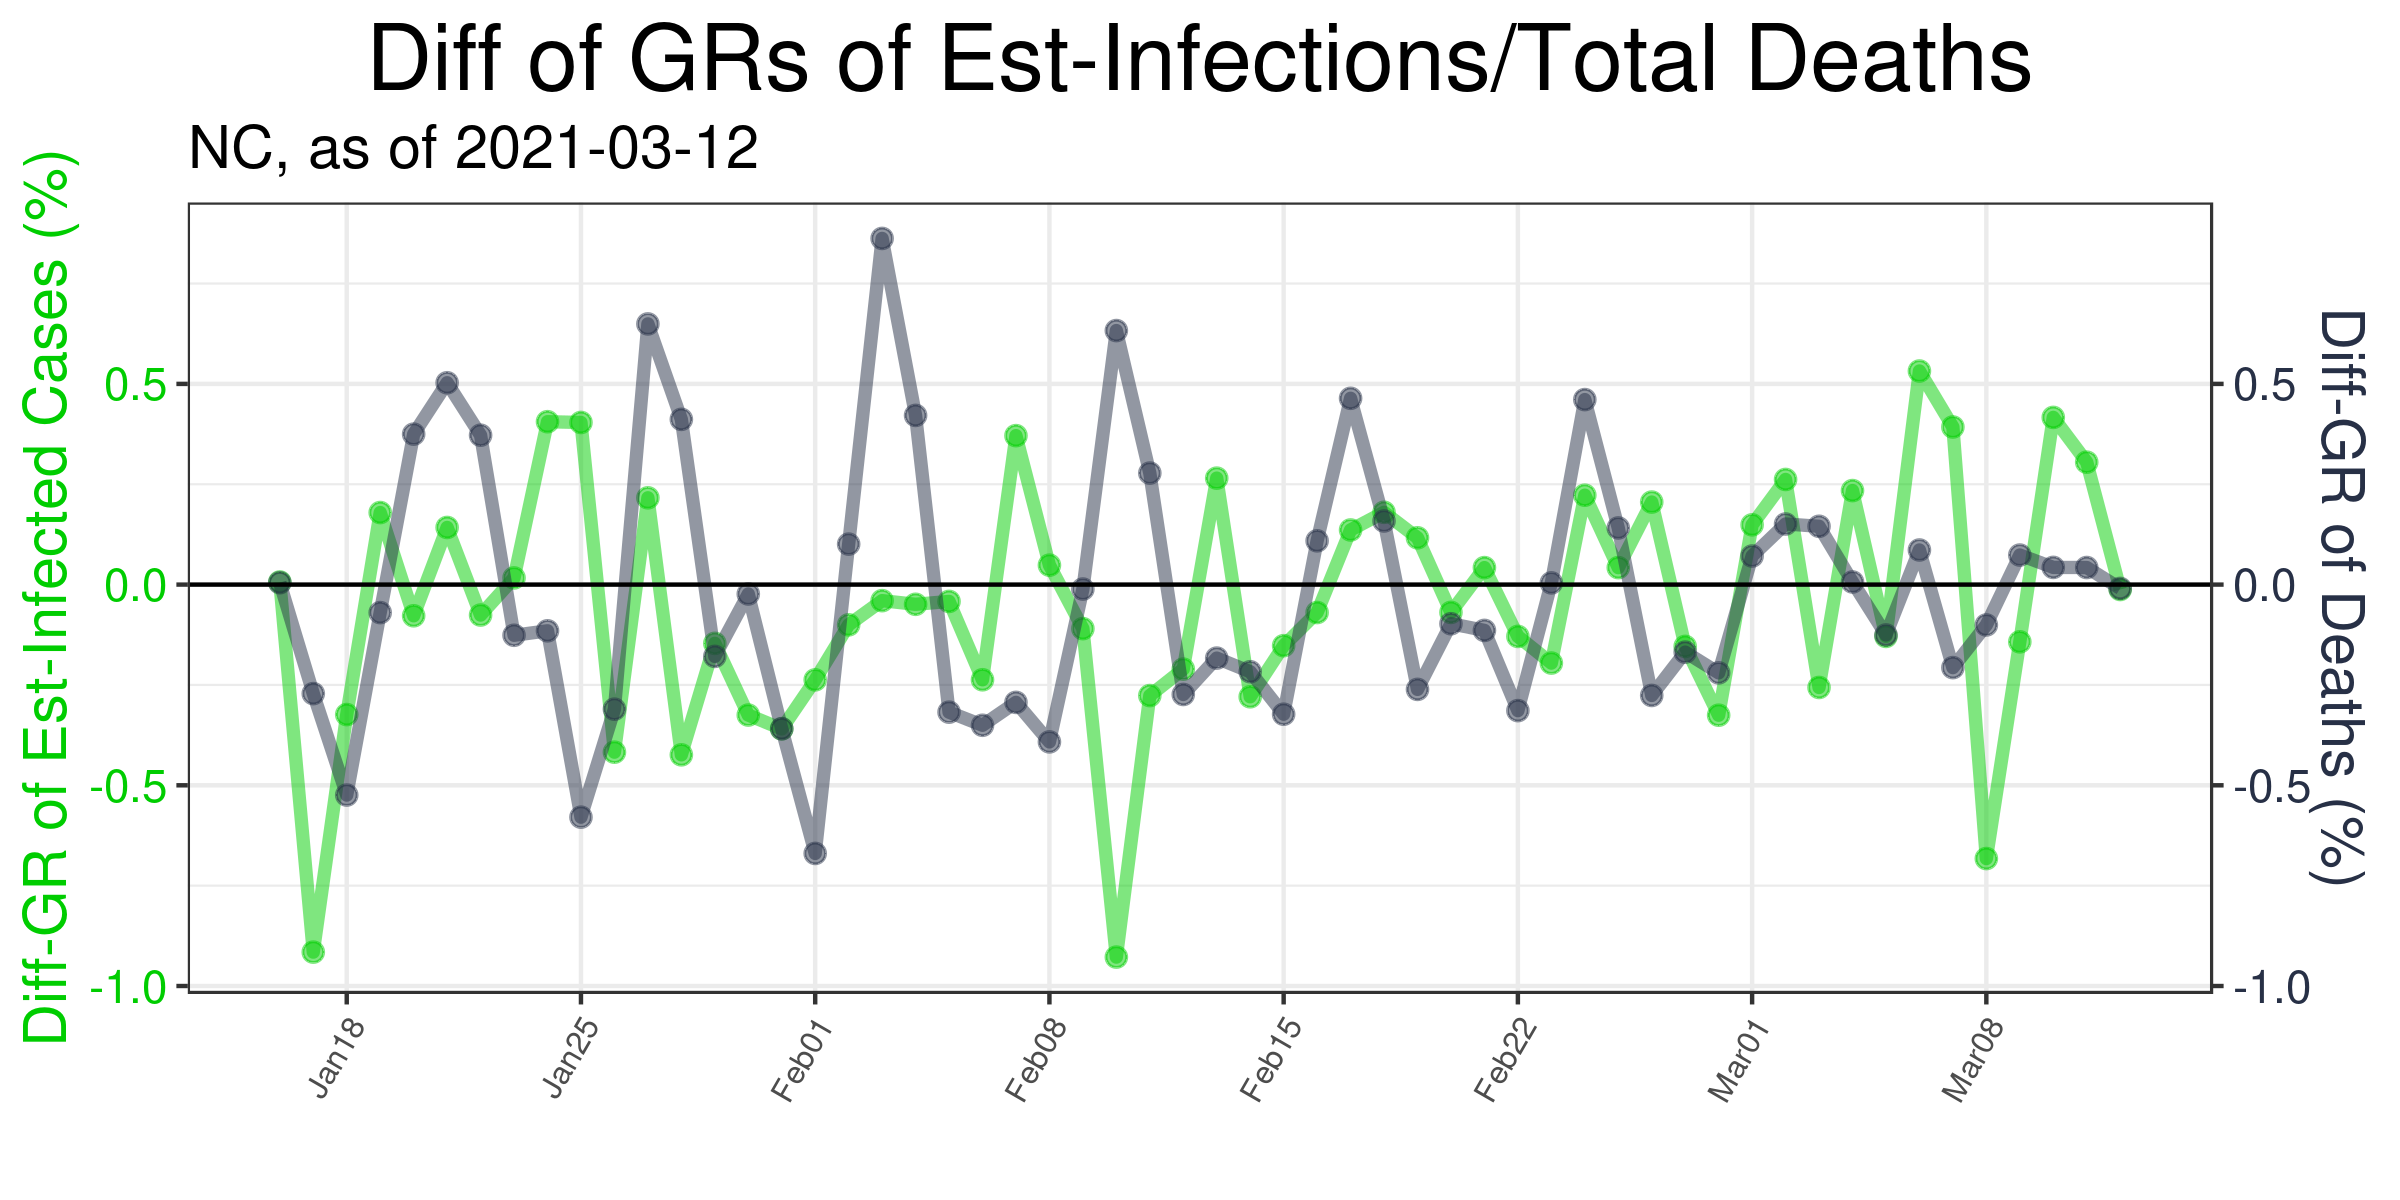 Diff of GRs of Est-Infections/Total Deaths
NC, as of 2021-03-12
Diff-GR of Est-Infected Cases (%)
0.5
0.0
-0.5
-1.0
0.5
0.0
-0.5
-1.0
Diff-GR of Deaths (%)
Jan18
Jan25
Feb01
Feb08
Feb15
Feb22
Mar01
Mar08